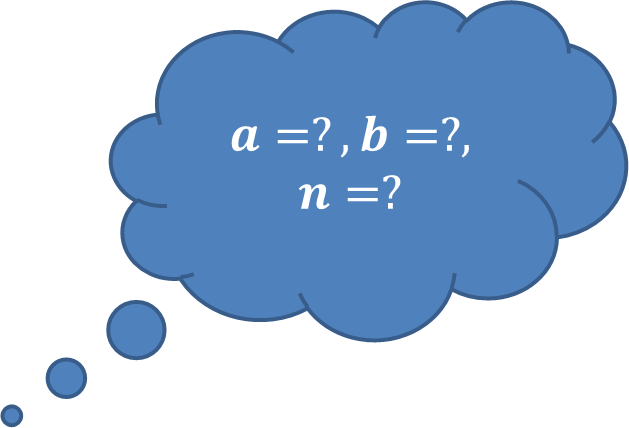 a =? , b =?,
n =?